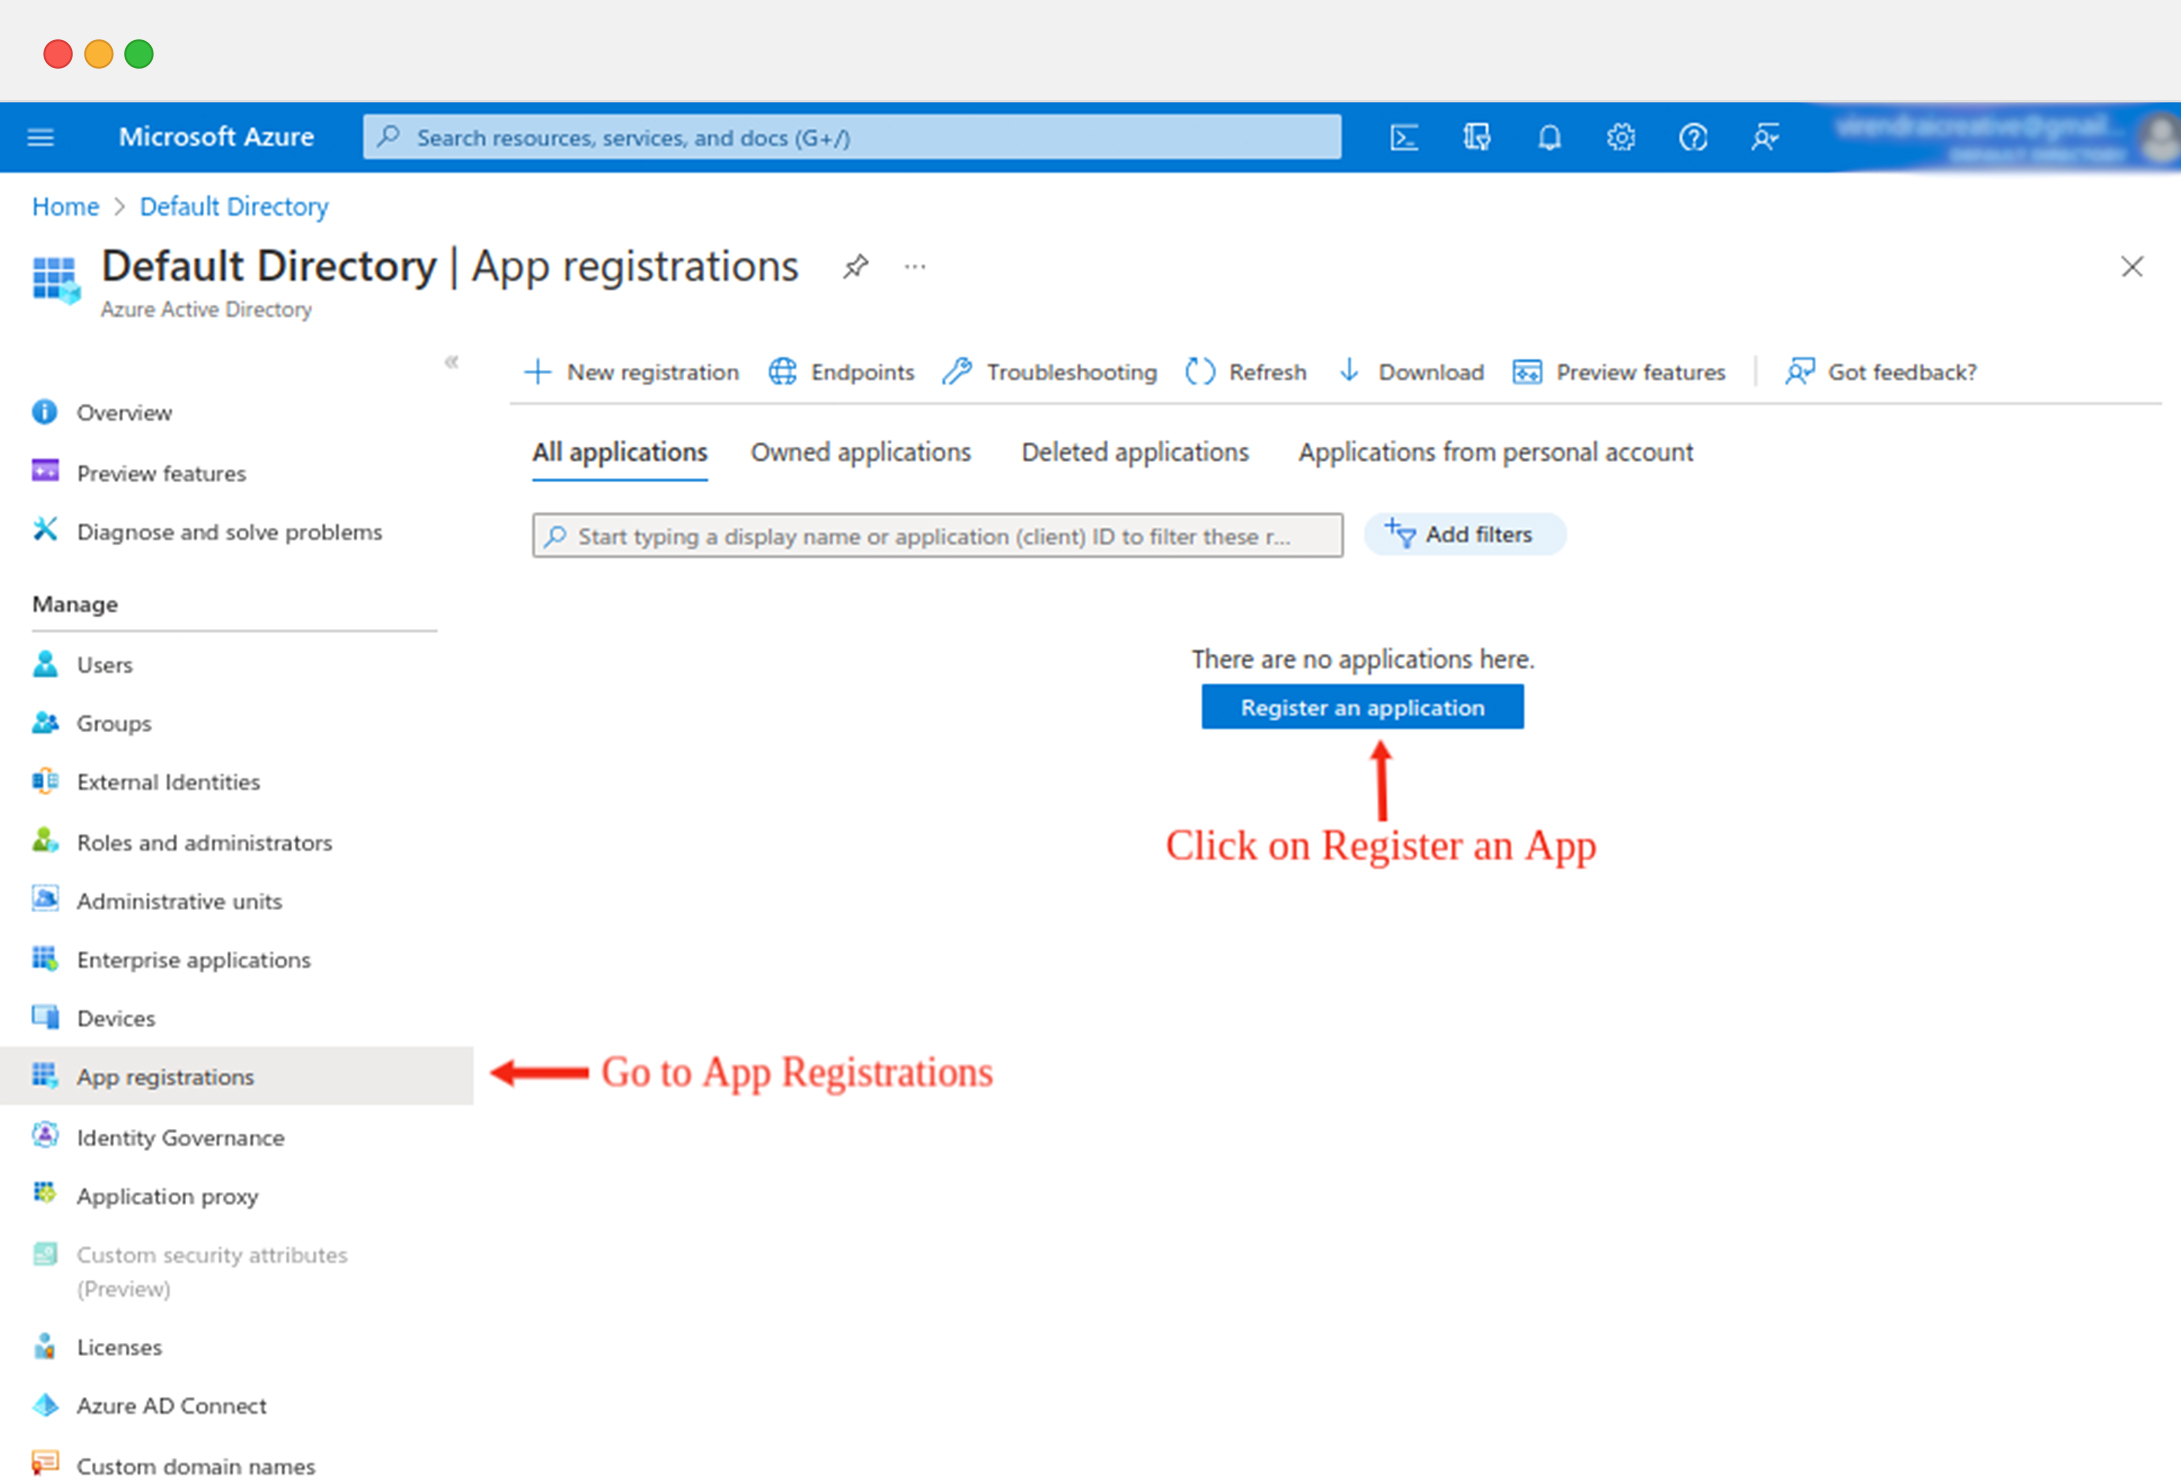 Microsoft Azure
Search resources, services, and docs (G+/)
Home > Default Directory
Default Directory | App registrations
...
Azure Active Directory
«
New registration
Endpoints
Troubleshooting
Refresh
Download
Preview features
Got feedback?
Overview
Preview features
Diagnose and solve problems
Manage
Users
Groups
External Identities
Roles and administrators
Administrative units
Enterprise applications
Devices
App registrations
Identity Governance
Application proxy
Custom security attributes
(Preview)
Licenses
Azure AD Connect
Custom domain names
All applications
Owned applications
Deleted applications
Applications from personal account
Start typing a display name or application (client) ID to filter these r...
Add filters
There are no applications here.
Register an application
Click on Register an App
Go to App Registrations